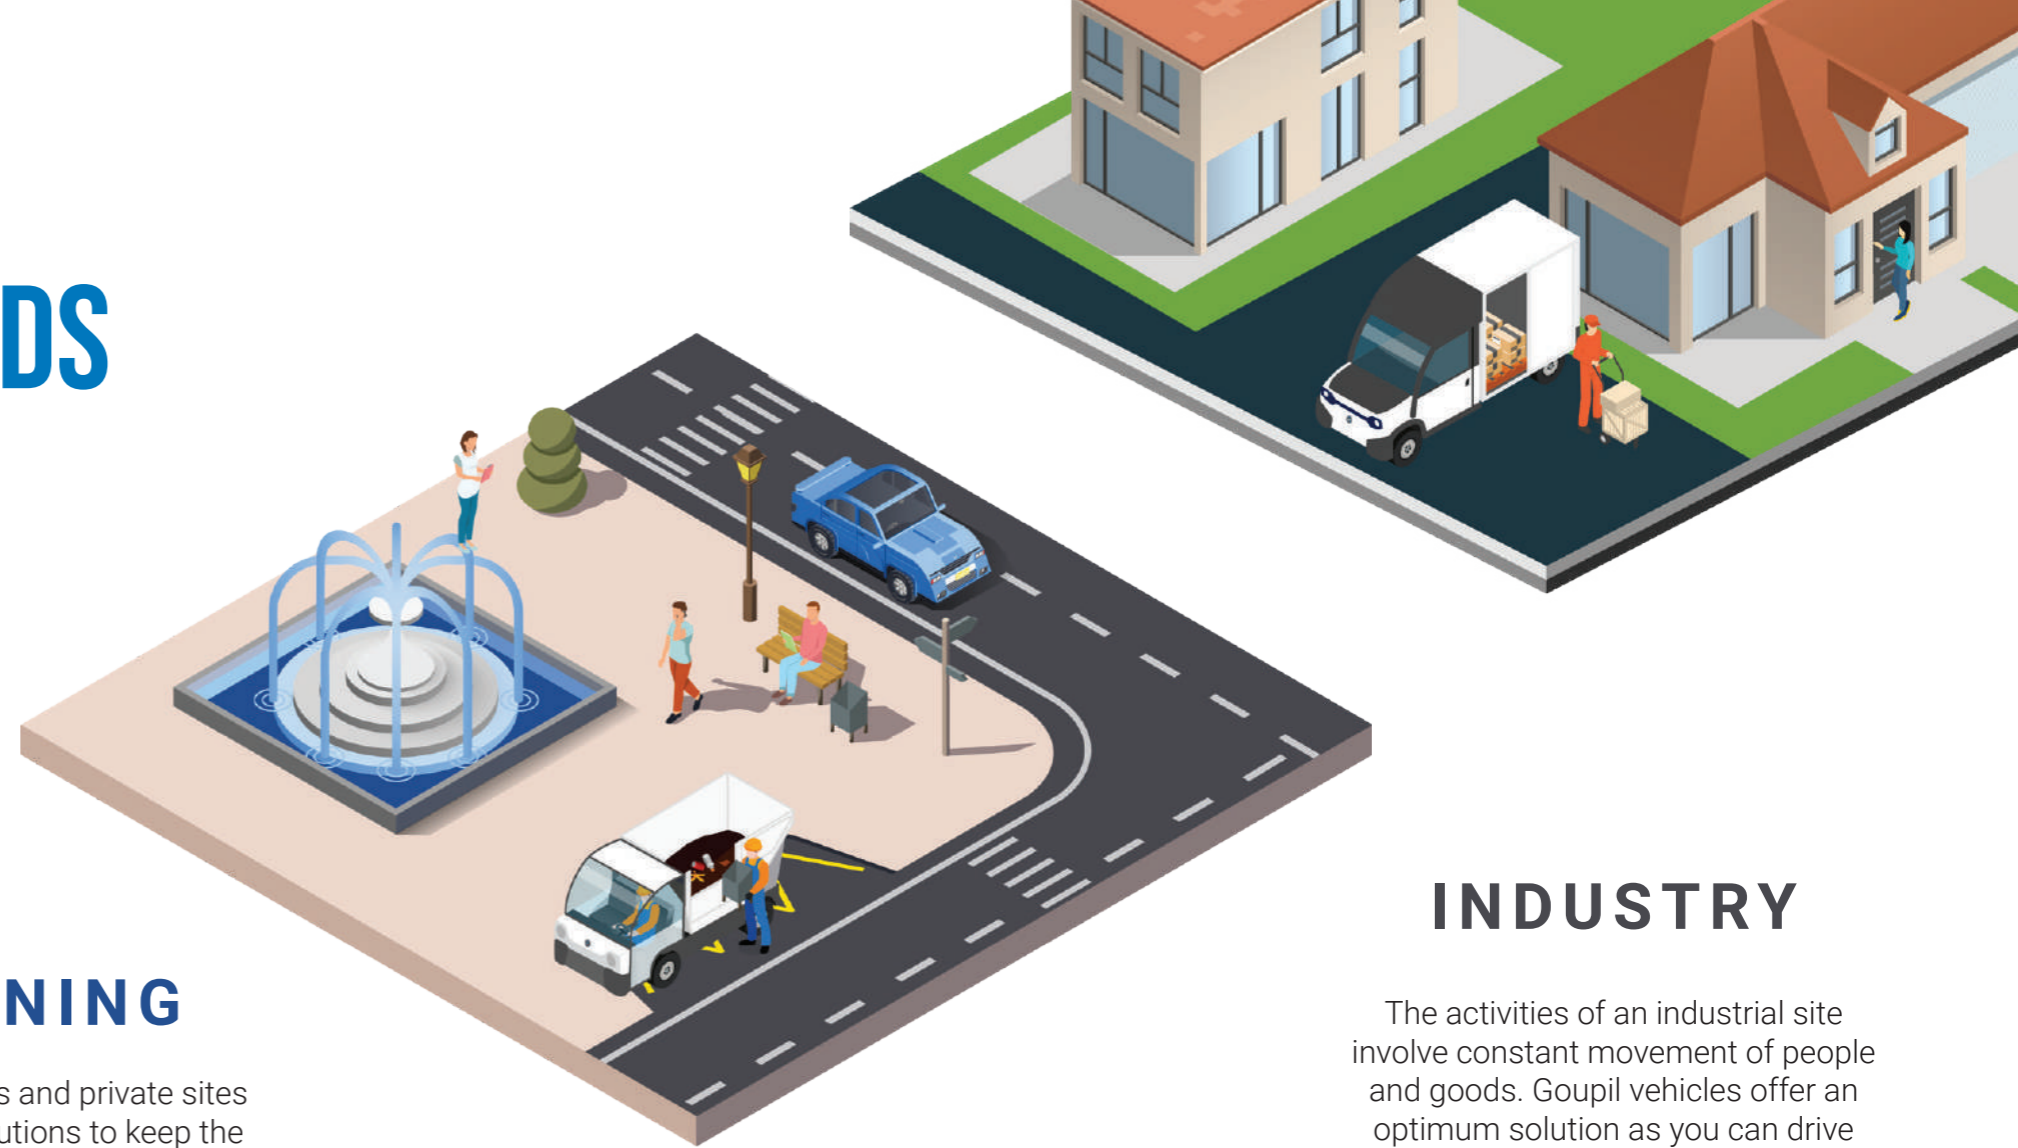 DS
NING
s and private sites
utions to keep the
INDUSTRY
The activities of an industrial site
involve constant movement of people
and goods. Goupil vehicles offer an
optimum solution as you can drive